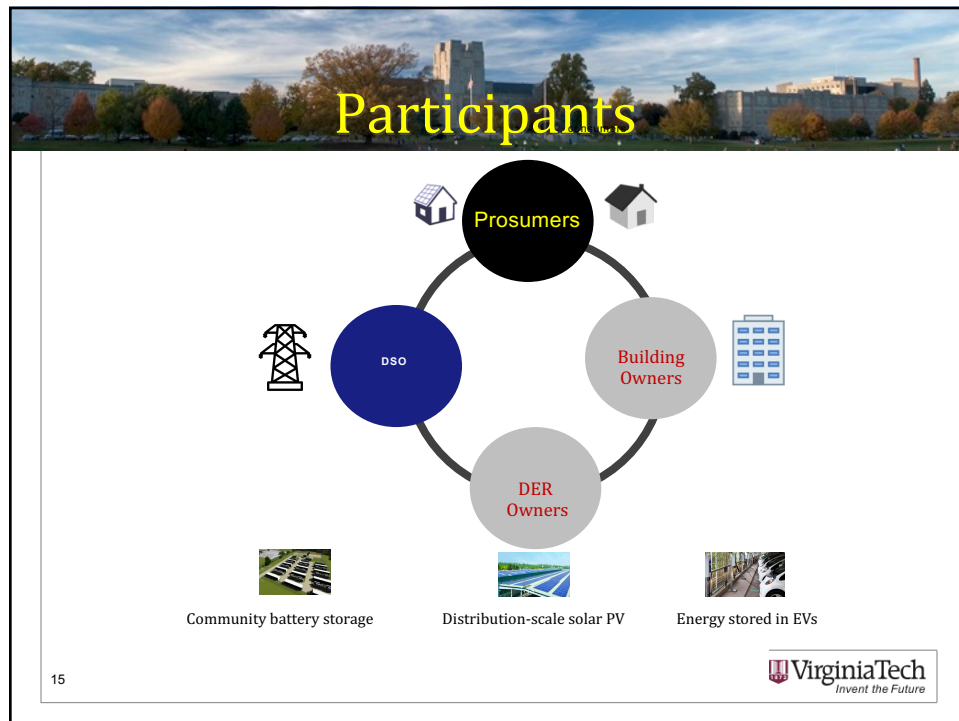 Participants
Prosumers
DSO
Building
Owners
DER
Owners
Community battery storage
Distribution-scale solar PV
Energy stored in EVs
15
1872
VirginiaTech
Invent the Future